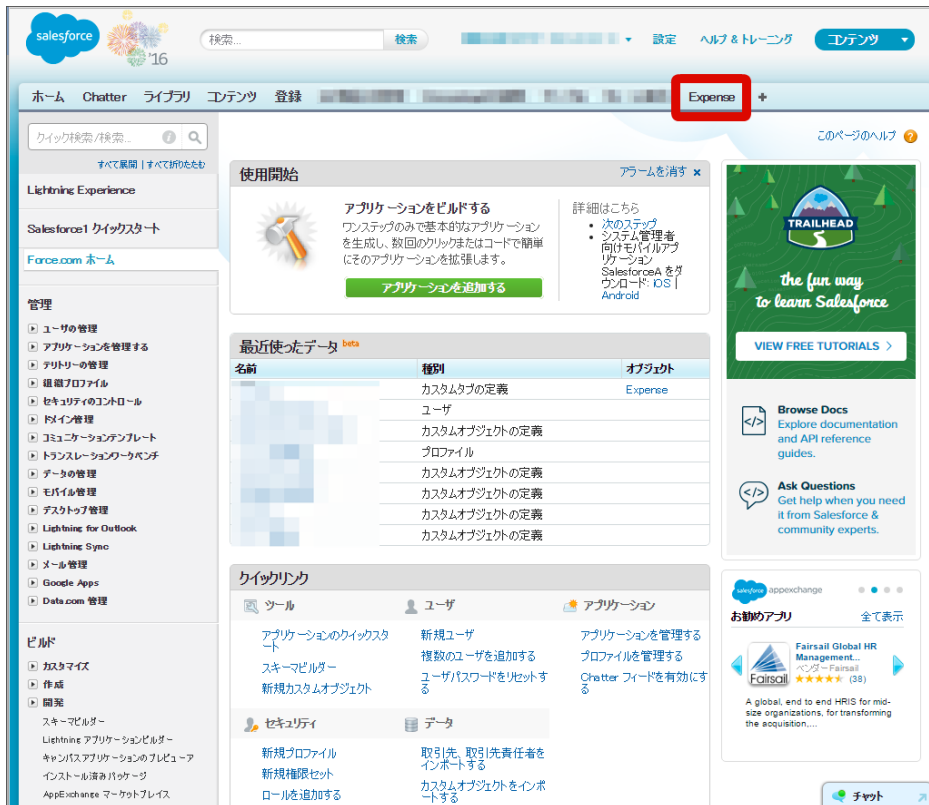 salesforce
'16
検索...
検索
設定
ヘルプ & トレーニング
コンテンツ
ホーム Chatter ライブラリ コンテンツ 登録 Expense +
クイック検索/検索...
すべて展開 | すべて折りたたむ
Lightning Experience
Salesforce1 クイックスタート
Force.com ホーム
管理
ユーザの管理
アプリケーションを管理する
テリトリーの管理
組織プロファイル
セキュリティのコントロール
ドメイン管理
コミュニケーションテンプレート
トランスレーションワークベンチ
データの管理
モバイル管理
デスクトップ管理
Lightning for Outlook
Lightning Sync
メール管理
Google Apps
Data.com 管理
ビルド
カスタマイズ
作成
開発
スキーマビルダー
Lightning アプリケーションビルダー
キャンバスアプリケーションのプレビューア
インストール済みパッケージ
AppExchange マーケットプレイス
このページのヘルプ
使用開始
アラームを消す ×
アプリケーションをビルドする
ワンステップのみで基本的なアプリケーション
を生成し、数回のクリックまたはコードで簡単
にそのアプリケーションを拡張します。
アプリケーションを追加する
詳細はこちら
• 次のステップ
• システム管理者
向けモバイルアプ
リケーション
SalesforceA をダ
ウンロード: iOS |
Android
最近使ったデータ beta
名前 種別 オブジェクト
カスタムタブの定義 Expense
ユーザ
カスタムオブジェクトの定義
プロファイル
カスタムオブジェクトの定義
カスタムオブジェクトの定義
カスタムオブジェクトの定義
カスタムオブジェクトの定義
クイックリンク
ツール
アプリケーションのクイックスタ
ート
スキーマビルダー
新規カスタムオブジェクト
ユーザ
新規ユーザ
複数のユーザを追加する
ユーザパスワードをリセットす
る
アプリケーション
アプリケーションを管理する
プロファイルを管理する
Chatter フィードを有効にす
る
セキュリティ
新規プロファイル
新規権限セット
ロールを追加する
データ
取引先、取引先責任者を
インポートする
カスタムオブジェクトをインポ
ートする
TRAILHEAD
the fun way
to learn Salesforce
VIEW FREE TUTORIALS >
Browse Docs
Explore documentation
and API reference
guides.
Ask Questions
Get help when you need
it from Salesforce &
community experts.
salesforce appexchange
お勧めアプリ
全て表示
Fairsail
Fairsail Global HR
Management...
ベンダー Fairsail
(38)
A global, end to end HRIS for mid-
size organizations, for transforming
the acquisition,...
チャット